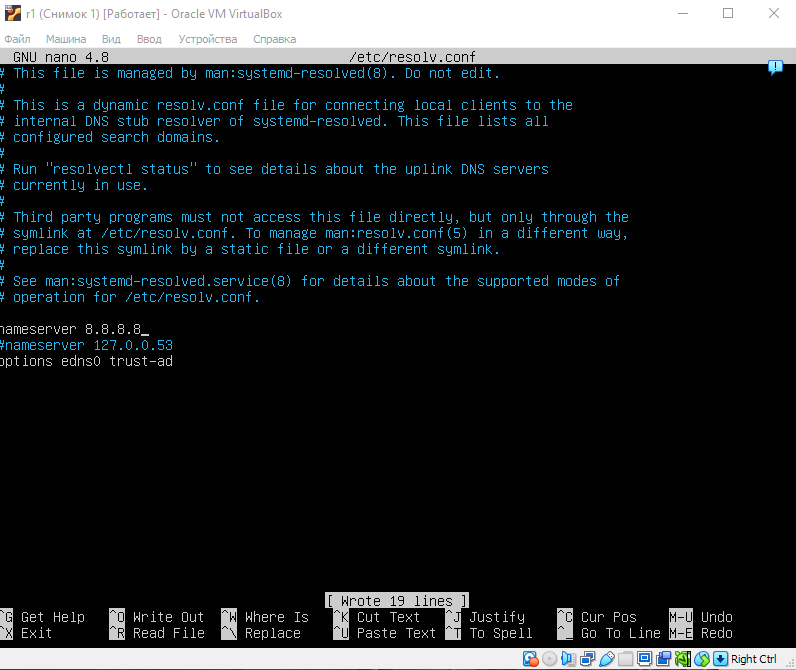 r1 (Снимок 1) [Работает] - Oracle VM VirtualBox
Файл Машина Вид Ввод Устройства Справка
GNU nano 4.8 /etc/resolv.conf
# This file is managed by man:systemd-resolved(8). Do not edit.
#
# This is a dynamic resolv.conf file for connecting local clients to the
# internal DNS stub resolver of systemd-resolved. This file lists all
# configured search domains.
#
# Run "resolvectl status" to see details about the uplink DNS servers
# currently in use.
#
# Third party programs must not access this file directly, but only through the
# symlink at /etc/resolv.conf. To manage man:resolv.conf(5) in a different way,
# replace this symlink by a static file or a different symlink.
#
# See man:systemd-resolved.service(8) for details about the supported modes of
# operation for /etc/resolv.conf.
nameserver 8.8.8.8_
#nameserver 127.0.0.53
options edns0 trust-ad
[ Wrote 19 lines ]
^G Get Help ^O Write Out ^W Where Is ^K Cut Text ^J Justify ^C Cur Pos M-U Undo
^X Exit ^R Read File ^\ Replace ^U Paste Text ^T To Spell ^_ Go To Line M-E Redo
Right Ctrl